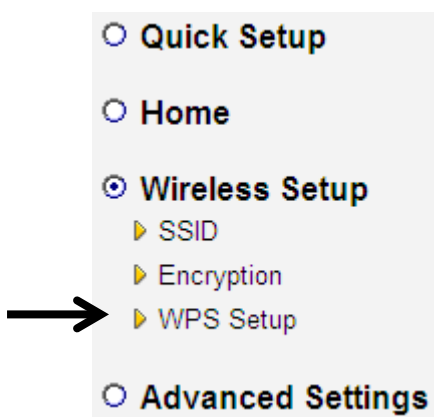 Quick Setup
Home
Wireless Setup
SSID
Encryption
WPS Setup
Advanced Settings